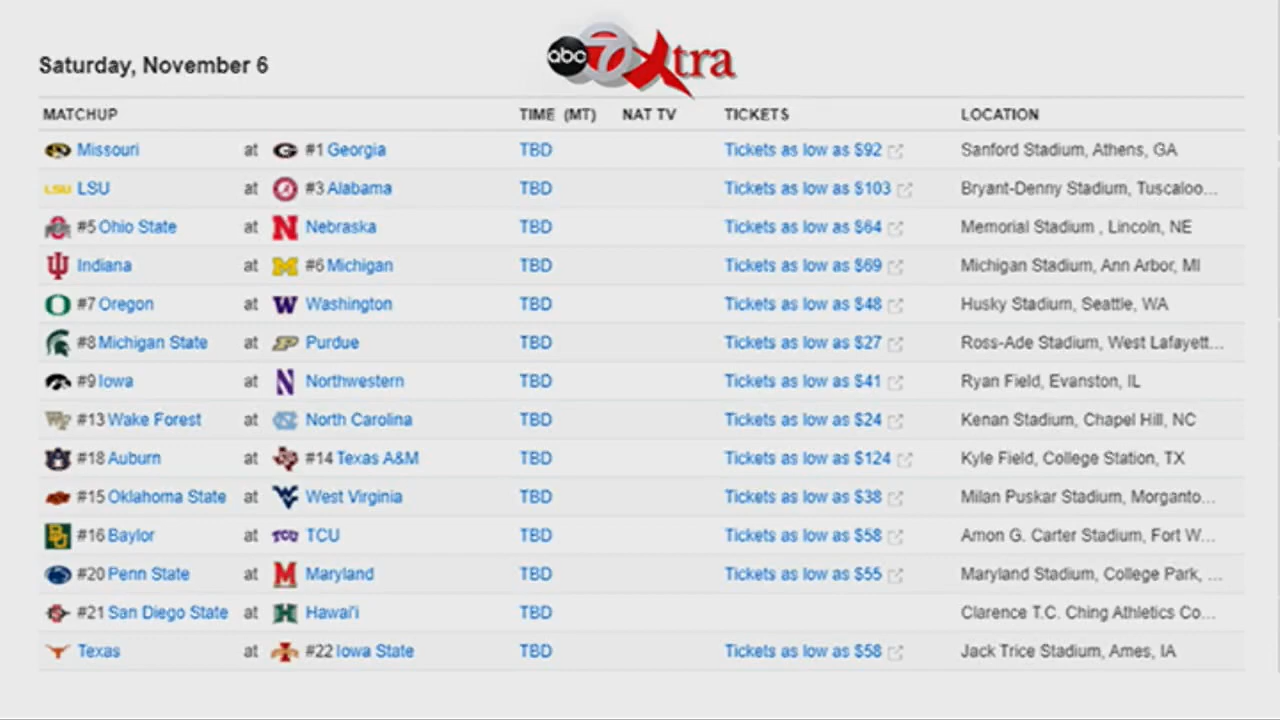 abc 7 Xtra
Saturday, November 6
MATCHUP TIME (MT) NAT TV TICKETS LOCATION
Missouri at #1 Georgia TBD Tickets as low as $92 Sanford Stadium, Athens, GA
LSU LSU at #3 Alabama TBD Tickets as low as $103 Bryant-Denny Stadium, Tuscaloo...
#5 Ohio State at N Nebraska TBD Tickets as low as $64 Memorial Stadium , Lincoln, NE
Indiana at M #6 Michigan TBD Tickets as low as $69 Michigan Stadium, Ann Arbor, MI
O #7 Oregon at W Washington TBD Tickets as low as $48 Husky Stadium, Seattle, WA
#8 Michigan State at P Purdue TBD Tickets as low as $27 Ross-Ade Stadium, West Lafayett...
#9 Iowa at N Northwestern TBD Tickets as low as $41 Ryan Field, Evanston, IL
WF #13 Wake Forest at NC North Carolina TBD Tickets as low as $24 Kenan Stadium, Chapel Hill, NC
AU #18 Auburn at ATM #14 Texas A&M TBD Tickets as low as $124 Kyle Field, College Station, TX
#15 Oklahoma State at WV West Virginia TBD Tickets as low as $38 Milan Puskar Stadium, Morganto...
BU #16 Baylor at TCU TCU TBD Tickets as low as $58 Amon G. Carter Stadium, Fort W...
#20 Penn State at M Maryland TBD Tickets as low as $55 Maryland Stadium, College Park, ...
#21 San Diego State at H Hawai'i TBD Clarence T.C. Ching Athletics Co...
Texas at #22 Iowa State TBD Tickets as low as $58 Jack Trice Stadium, Ames, IA